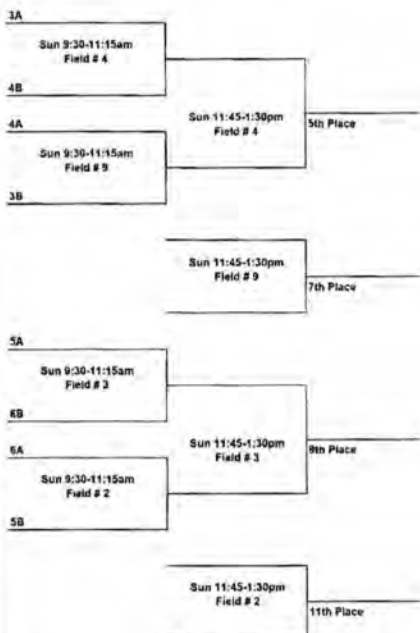 3A
Sun 9:30-11:15am
Field # 4
4B
Sun 11:45-1:30pm
Field # 4
5th Place
4A
Sun 9:30-11:15am
Field # 9
3B
Sun 11:45-1:30pm
Field # 9
7th Place
5A
Sun 9:30-11:15am
Field # 3
6B
Sun 11:45-1:30pm
Field # 3
9th Place
6A
Sun 9:30-11:15am
Field # 2
5B
Sun 11:45-1:30pm
Field # 2
11th Place